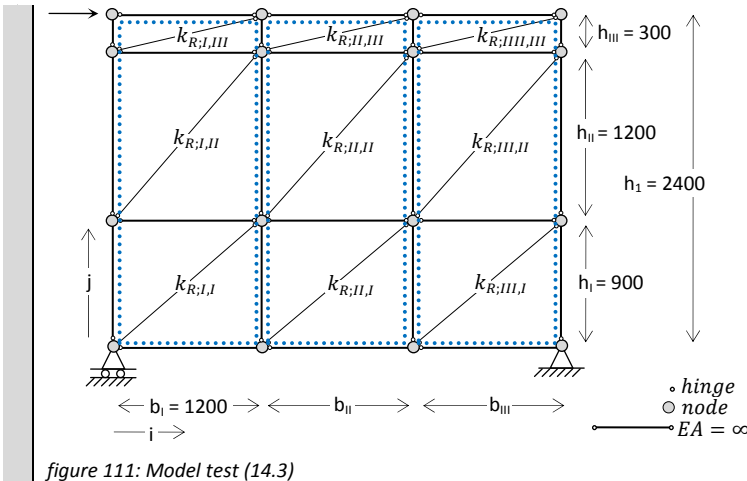 k_{R;I,III} k_{R;II,III} k_{R;IIII,III} h_{III} = 300
k_{R;I,II} k_{R;II,II} k_{R;III,II} h_{II} = 1200
h_1 = 2400
j k_{R;I,I} k_{R;II,I} k_{R;III,I} h_I = 900
b_I = 1200 b_{II} b_{III}
i
hinge
node
EA = ∞
figure 111: Model test (14.3)